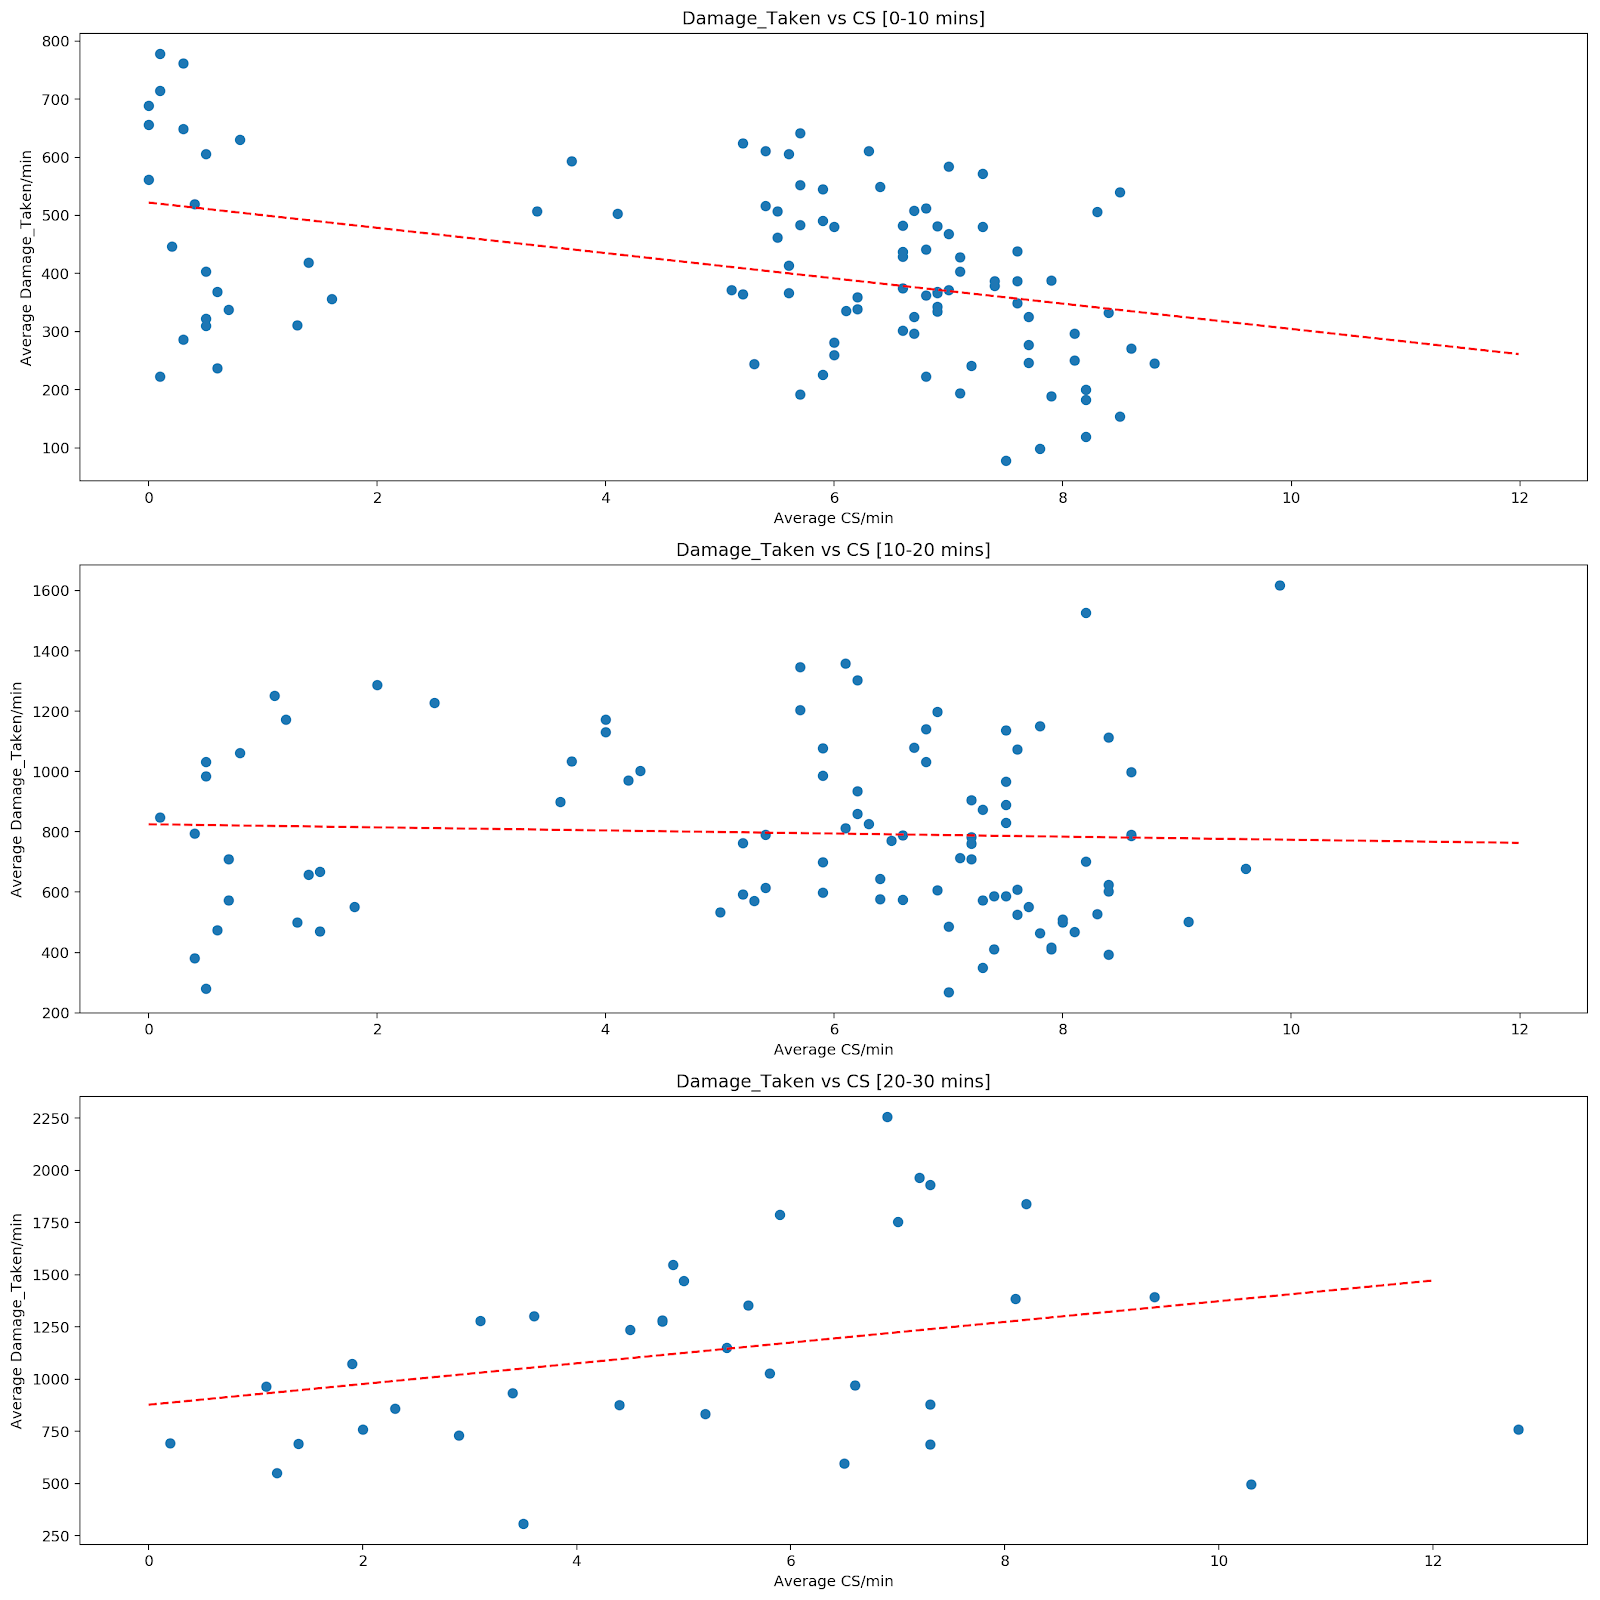 Damage_Taken vs CS [0-10 mins]
800
700
600
500
400
300
200
100
Average Damage_Taken/min
0 2 4 6 8 10 12
Average CS/min
Damage_Taken vs CS [10-20 mins]
1600
1400
1200
1000
800
600
400
200
Average Damage_Taken/min
0 2 4 6 8 10 12
Average CS/min
Damage_Taken vs CS [20-30 mins]
2250
2000
1750
1500
1250
1000
750
500
250
Average Damage_Taken/min
0 2 4 6 8 10 12
Average CS/min